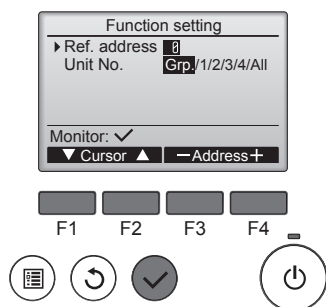 Function setting
Ref. address 0
Unit No. Grp./1/2/3/4/All
Monitor: ✓
▼ Cursor ▲ −Address+
F1 F2 F3 F4